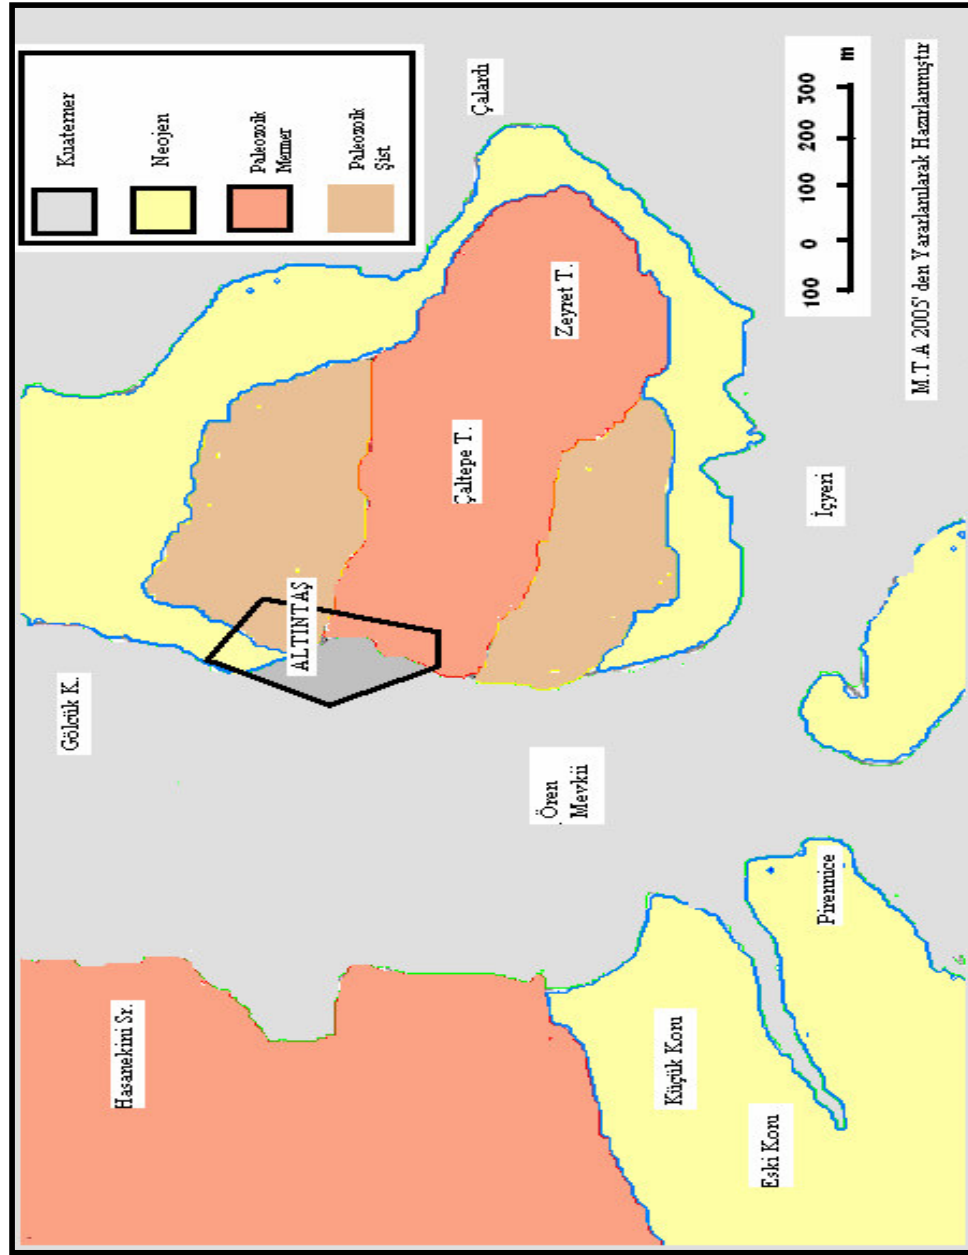 Kuaterner
Neojen
Paleozoik
Mermer
Paleozoik
Şist
Çalardı
Gölcük K.
ALTINTAŞ
Çaltepe T.
Zeyret T.
İçyeri
Ören
Mevkii
Hasanekini Sr.
Küçük Koru
Eski Koru
Pirennice
100 0 100 200 300 m
M.T.A 2005' den Yararlanılarak Hazırlanmıştır